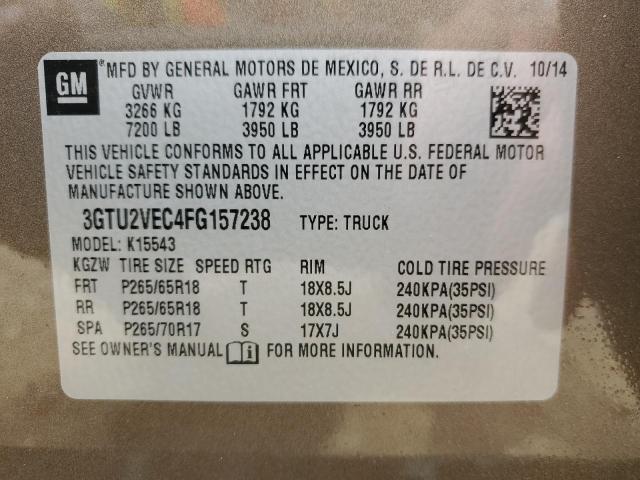 GM ® MFD BY GENERAL MOTORS DE MEXICO, S. DE R.L. DE C.V. 10/14
GVWR GAWR FRT GAWR RR
3266 KG 1792 KG 1792 KG
7200 LB 3950 LB 3950 LB
THIS VEHICLE CONFORMS TO ALL APPLICABLE U.S. FEDERAL MOTOR
VEHICLE SAFETY STANDARDS IN EFFECT ON THE DATE OF
MANUFACTURE SHOWN ABOVE.
3GTU2VEC4FG157238 TYPE: TRUCK
MODEL: K15543
KGZW TIRE SIZE SPEED RTG RIM COLD TIRE PRESSURE
FRT P265/65R18 T 18X8.5J 240KPA(35PSI)
RR P265/65R18 T 18X8.5J 240KPA(35PSI)
SPA P265/70R17 S 17X7J 240KPA(35PSI)
SEE OWNER'S MANUAL i FOR MORE INFORMATION.